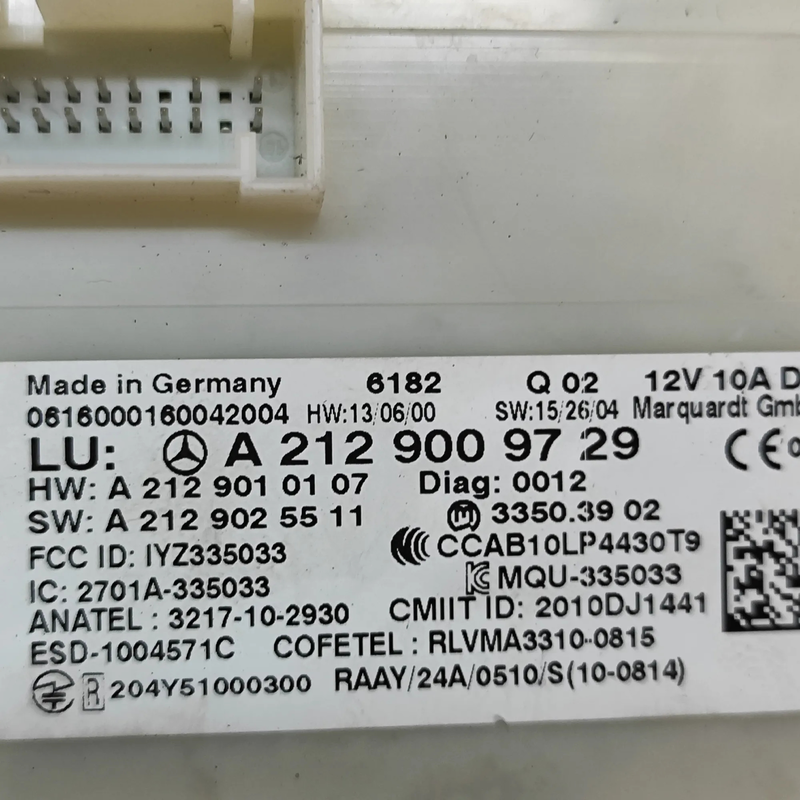 Made in Germany 6182 Q 02 12V 10A D
0616000160042004 HW:13/06/00 SW:15/26/04 Marquardt Gmb
LU: A 212 900 97 29 CE
HW: A 212 901 01 07 Diag: 0012
SW: A 212 902 55 11 M 3350.39 02
FCC ID: IYZ335033 CCAB10LP4430T9
IC: 2701A-335033 MQU-335033
ANATEL : 3217-10-2930 CMIIT ID: 2010DJ1441
ESD-1004571C COFETEL : RLVMA3310-0815
R 204Y51000300 RAAY/24A/0510/S(10-0814)